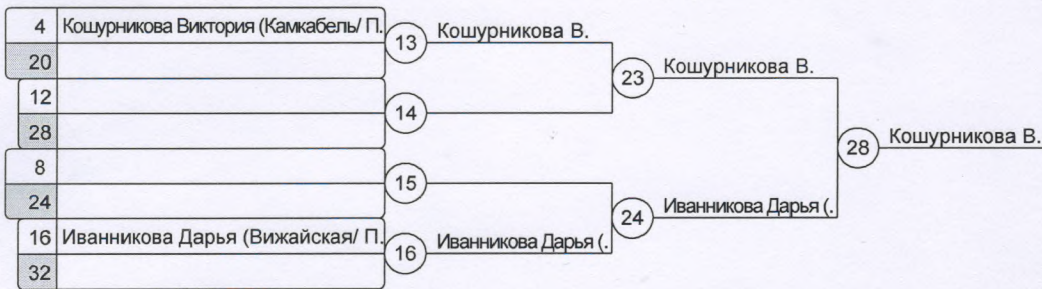 4 Кошурникова Виктория (Камкабель/ П.
13 Кошурникова В.
20
23 Кошурникова В.
12
14
28
28 Кошурникова В.
8
15
24
24 Иванникова Дарья (.
16 Иванникова Дарья (Вижайская/ П.
16 Иванникова Дарья (.
32